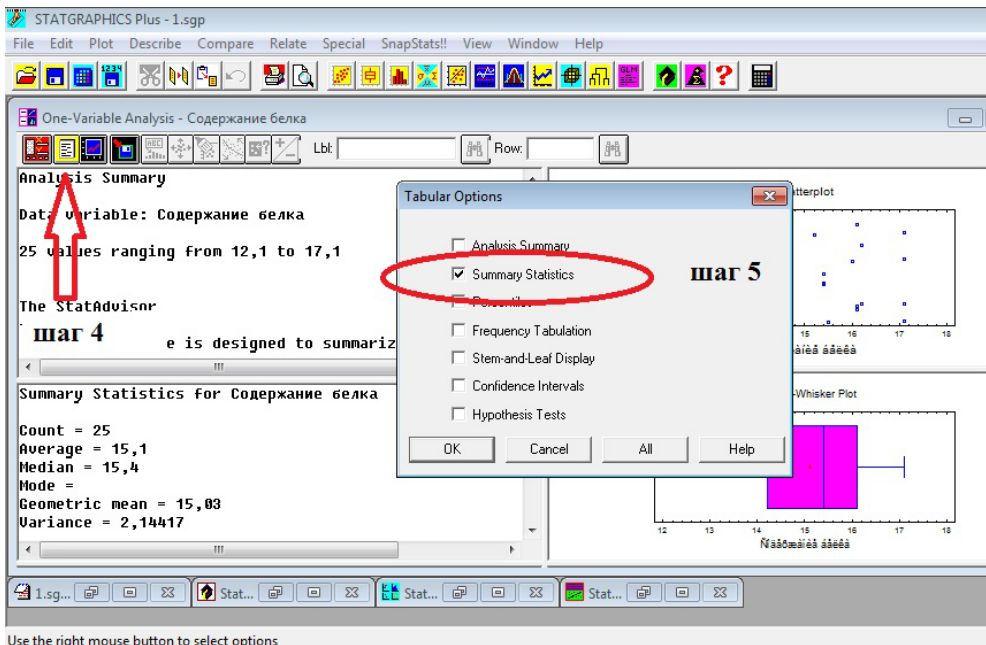 STATGRAPHICS Plus - 1.sgp
File Edit Plot Describe Compare Relate Special SnapStats!! View Window Help
One-Variable Analysis - Содержание белка
Lbl: Row:
Analysis Summary
Data variable: Содержание белка
25 values ranging from 12,1 to 17,1
The StatAdvisor
шаг 4
e is designed to summariz
Summary Statistics for Содержание белка
Count = 25
Average = 15,1
Median = 15,4
Mode =
Geometric mean = 15,03
Variance = 2,14417
Tabular Options
Analysis Summary
Summary Statistics
шаг 5
Percentiles
Frequency Tabulation
Stem-and-Leaf Display
Confidence Intervals
Hypothesis Tests
OK Cancel All Help
tterplot
15 16 17 18
-Whisker Plot
12 13 14 15 16 17 18
1.sg... Stat... Stat... Stat...
Use the right mouse button to select options